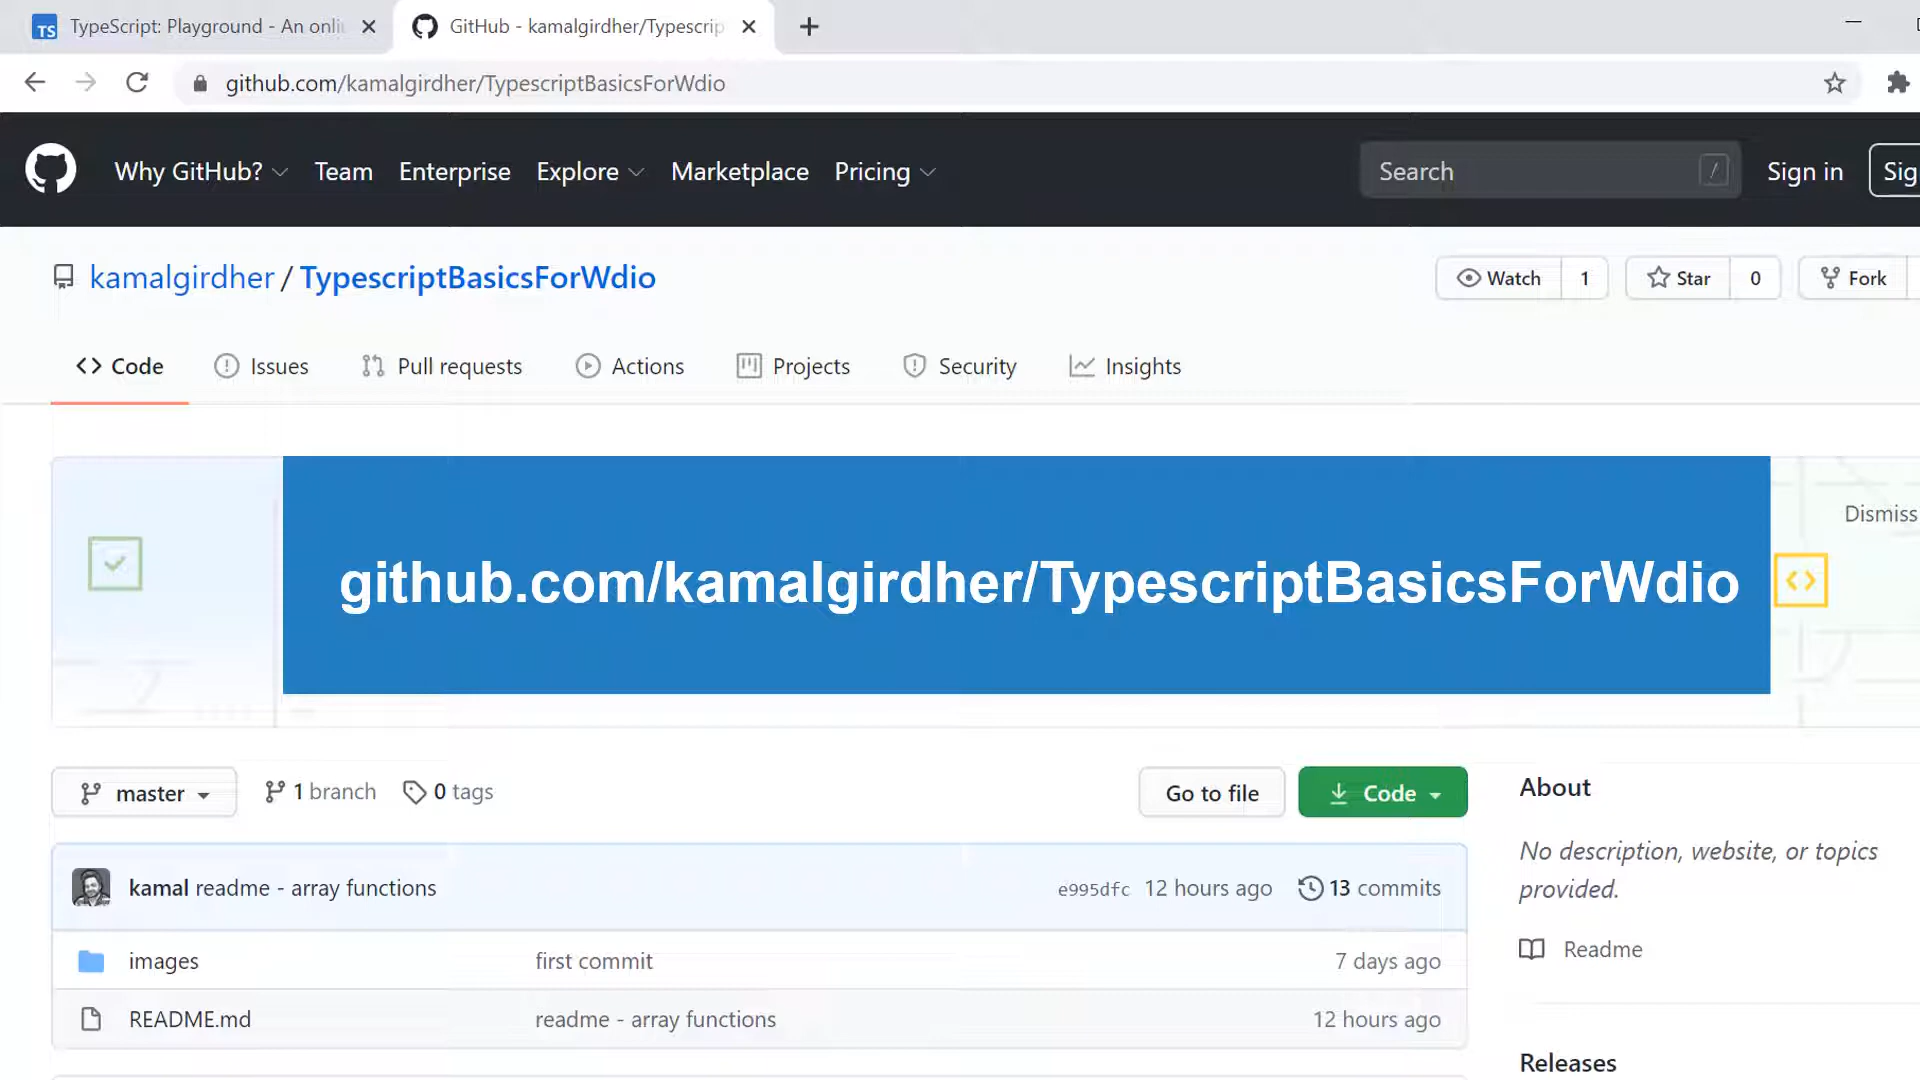 TS TypeScript: Playground - An onli
GitHub - kamalgirdher/Typescrip
github.com/kamalgirdher/TypescriptBasicsForWdio
Why GitHub? Team Enterprise Explore Marketplace Pricing Search / Sign in Sig
kamalgirdher / TypescriptBasicsForWdio Watch 1 Star 0 Fork
Code Issues Pull requests Actions Projects Security Insights
Dismiss
github.com/kamalgirdher/TypescriptBasicsForWdio
master 1 branch 0 tags Go to file Code
kamal readme - array functions e995dfc 12 hours ago 13 commits
images first commit 7 days ago
README.md readme - array functions 12 hours ago
About
No description, website, or topics
provided.
Readme
Releases